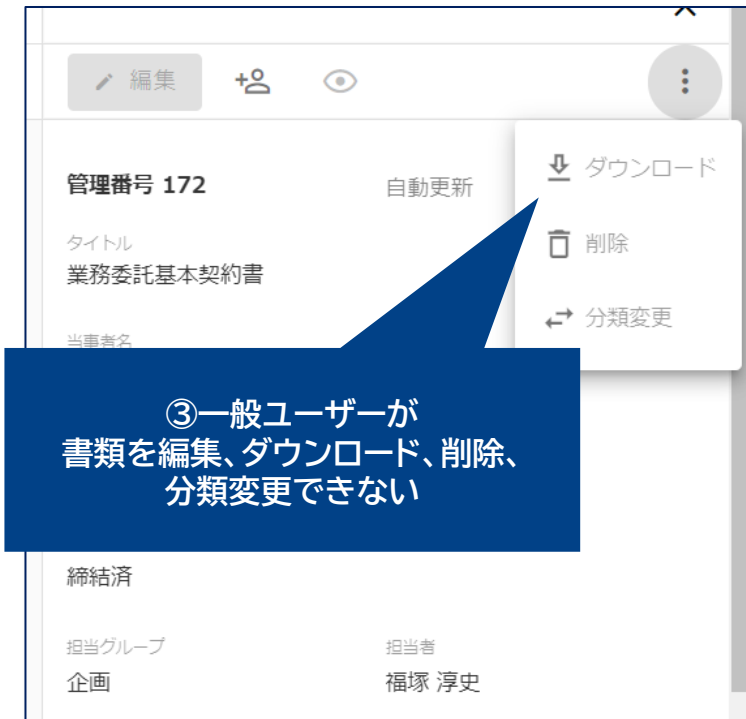 編集
管理番号 172
自動更新
ダウンロード
削除
分類変更
タイトル
業務委託基本契約書
当事者名
③一般ユーザーが
書類を編集、ダウンロード、削除、
分類変更できない
締結済
担当グループ
担当者
企画
福塚 淳史